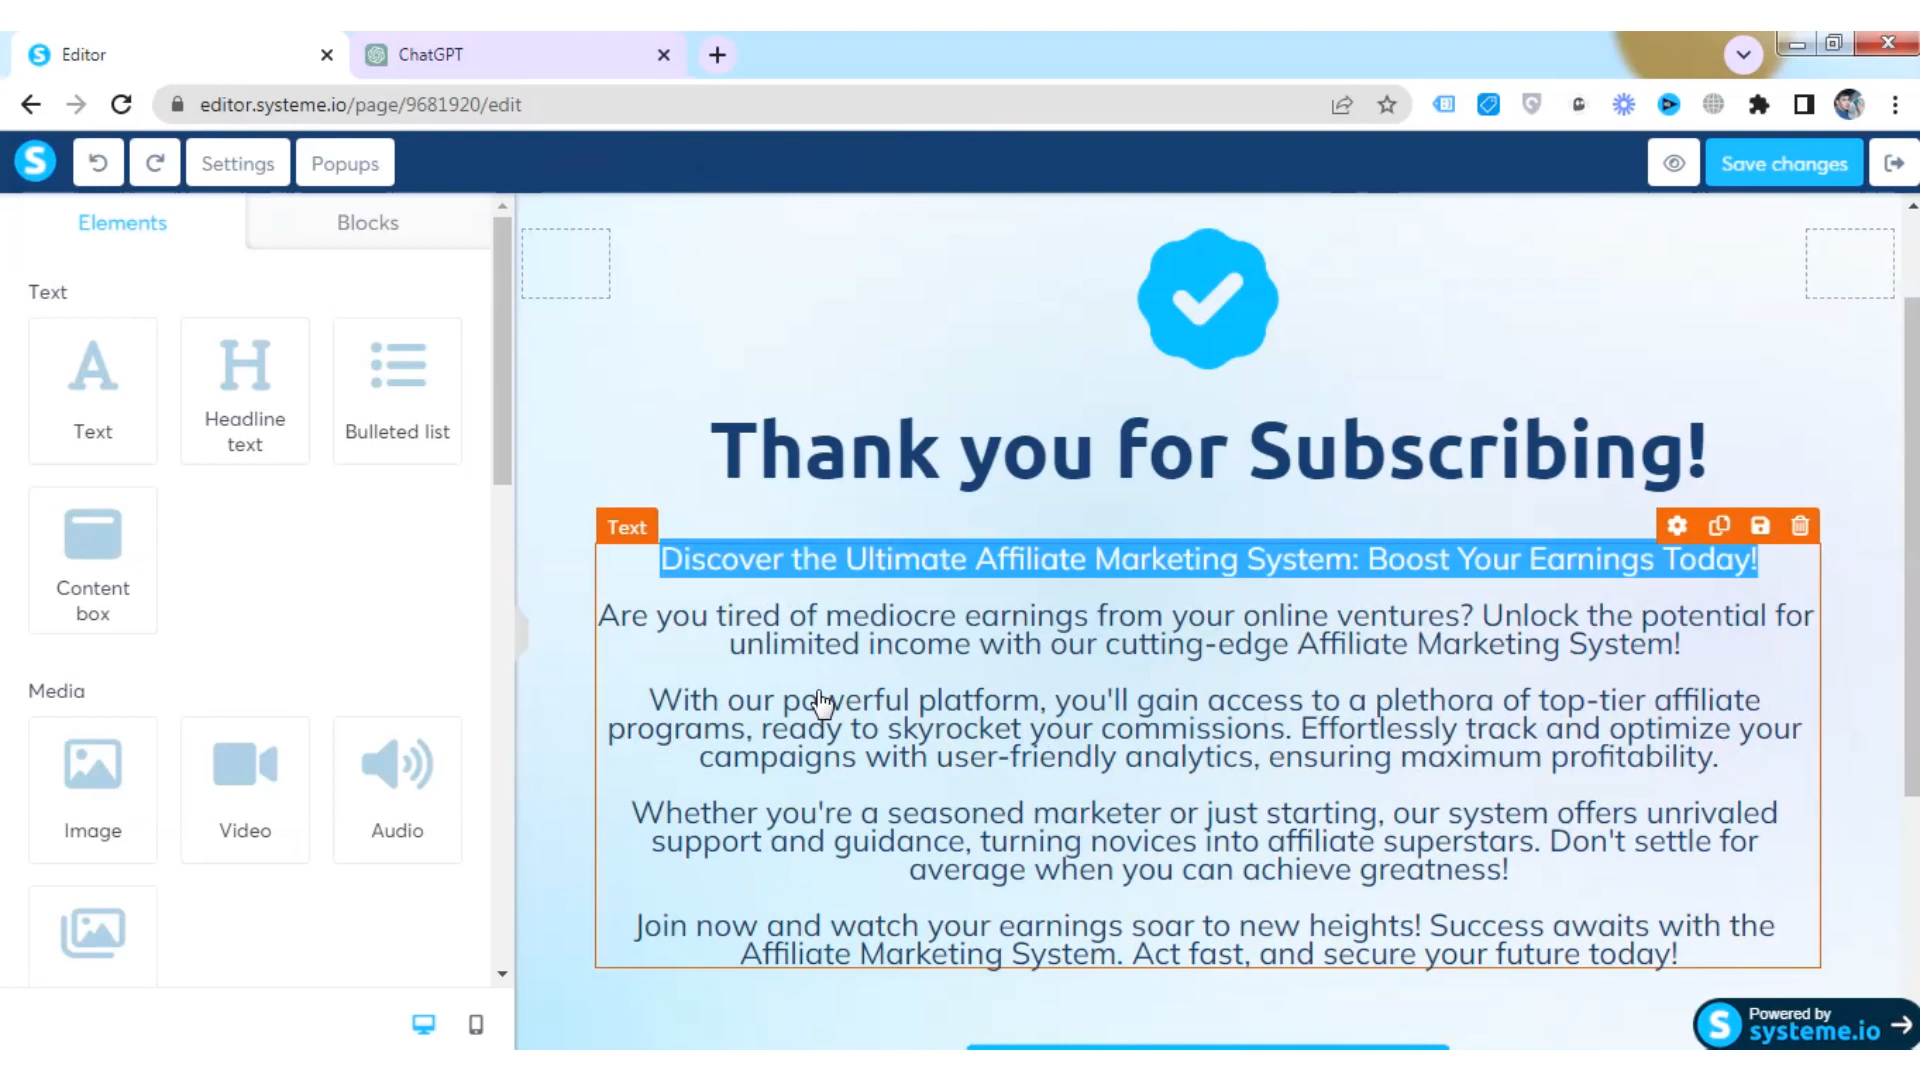 Editor
ChatGPT
editor.systeme.io/page/9681920/edit
S
Settings
Popups
Save changes
Elements
Blocks
Text
A
Text
H
Headline
text
Bulleted list
Content
box
Media
Image
Video
Audio
Thank you for Subscribing!
Text
Discover the Ultimate Affiliate Marketing System: Boost Your Earnings Today!
Are you tired of mediocre earnings from your online ventures? Unlock the potential for
unlimited income with our cutting-edge Affiliate Marketing System!
With our powerful platform, you'll gain access to a plethora of top-tier affiliate
programs, ready to skyrocket your commissions. Effortlessly track and optimize your
campaigns with user-friendly analytics, ensuring maximum profitability.
Whether you're a seasoned marketer or just starting, our system offers unrivaled
support and guidance, turning novices into affiliate superstars. Don't settle for
average when you can achieve greatness!
Join now and watch your earnings soar to new heights! Success awaits with the
Affiliate Marketing System. Act fast, and secure your future today!
S
Powered by
systeme.io